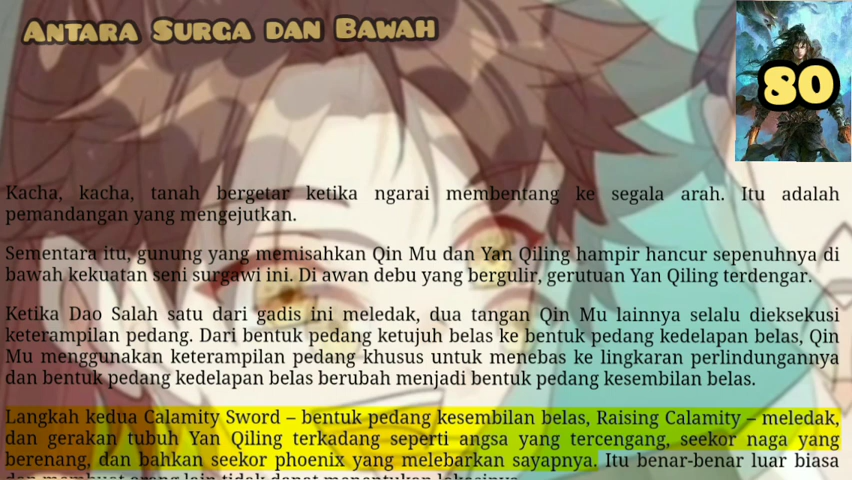 Antara Surga dan Bawah
80
Kacha, kacha, tanah bergetar ketika ngarai membentang ke segala arah. Itu adalah
pemandangan yang mengejutkan.
Sementara itu, gunung yang memisahkan Qin Mu dan Yan Qiling hampir hancur sepenuhnya di
bawah kekuatan seni surgawi ini. Di awan debu yang bergulir, gerutuan Yan Qiling terdengar.
Ketika Dao Salah satu dari gadis ini meledak, dua tangan Qin Mu lainnya selalu dieksekusi
keterampilan pedang. Dari bentuk pedang ketujuh belas ke bentuk pedang kedelapan belas, Qin
Mu menggunakan keterampilan pedang khusus untuk menebas ke lingkaran perlindungannya
dan bentuk pedang kedelapan belas berubah menjadi bentuk pedang kesembilan belas.
Langkah kedua Calamity Sword – bentuk pedang kesembilan belas, Raising Calamity – meledak,
dan gerakan tubuh Yan Qiling terkadang seperti angsa yang tercengang, seekor naga yang
berenang, dan bahkan seekor phoenix yang melebarkan sayapnya. Itu benar-benar luar biasa